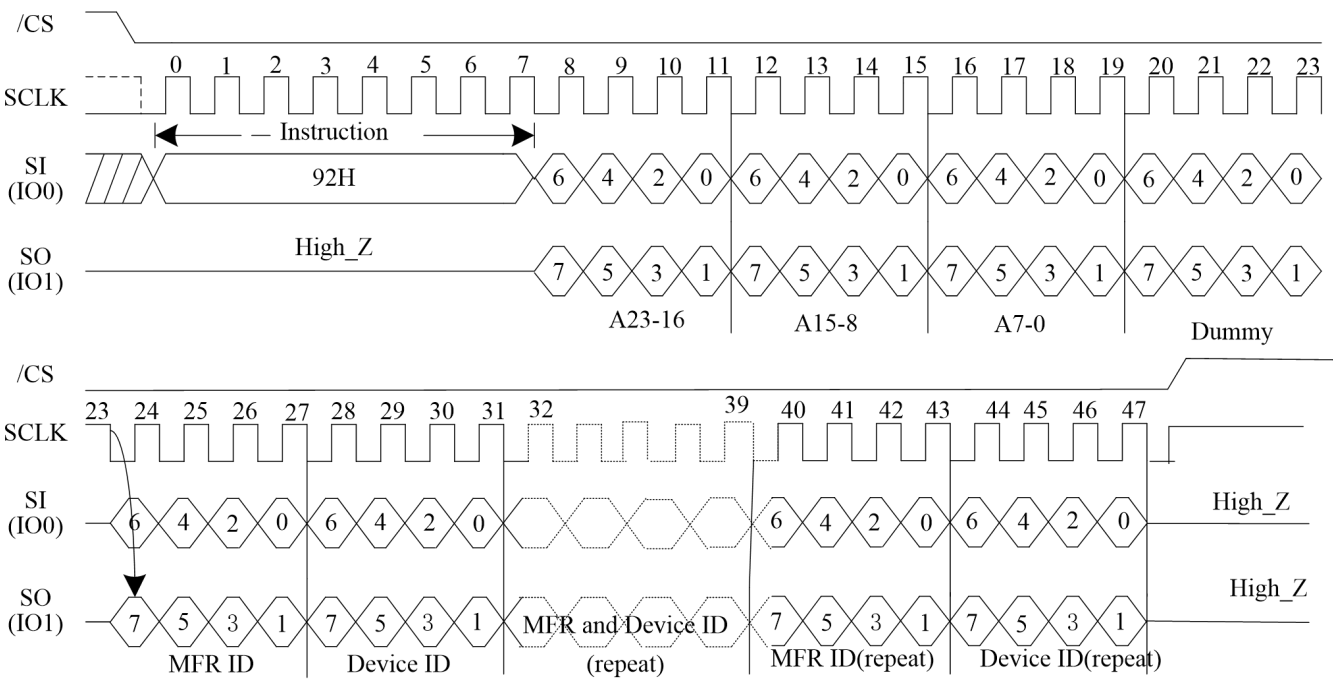 /CS
0 1 2 3 4 5 6 7 8 9 10 11 12 13 14 15 16 17 18 19 20 21 22 23
SCLK
Instruction
SI
(IO0)
92H
6 4 2 0 6 4 2 0 6 4 2 0 6 4 2 0
High_Z
SO
(IO1)
7 5 3 1 7 5 3 1 7 5 3 1 7 5 3 1
A23-16
A15-8
A7-0
Dummy
/CS
23 24 25 26 27 28 29 30 31 32 39 40 41 42 43 44 45 46 47
SCLK
SI
(IO0)
6 4 2 0 6 4 2 0 6 4 2 0 6 4 2 0
High_Z
SO
(IO1)
7 5 3 1 7 5 3 1 MFR and Device ID 7 5 3 1 7 5 3 1
High_Z
MFR ID
Device ID
(repeat)
MFR ID(repeat)
Device ID(repeat)